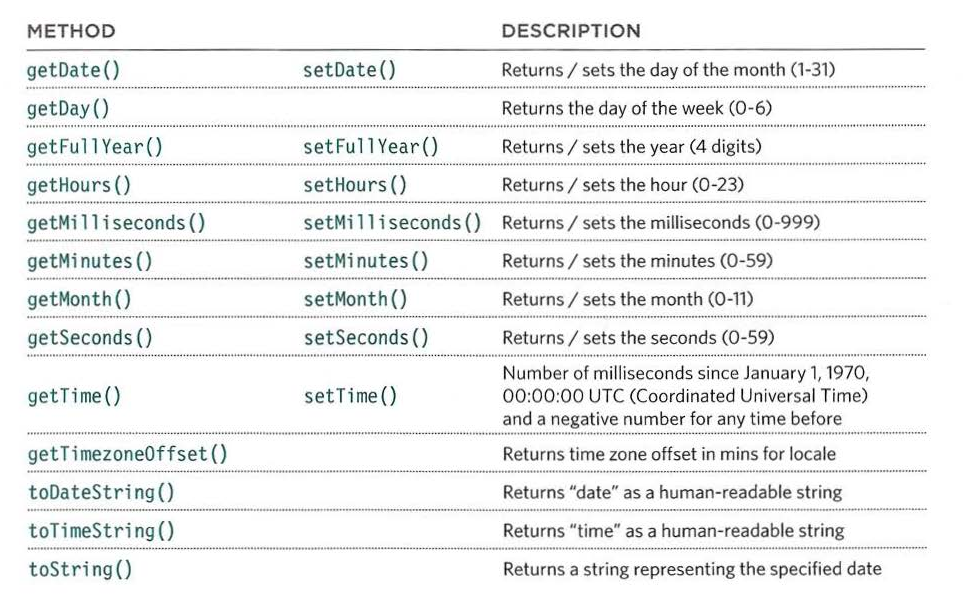 METHOD DESCRIPTION
getDate() setDate() Returns / sets the day of the month (1-31)
getDay() Returns the day of the week (0-6)
getFullYear() setFullYear() Returns / sets the year (4 digits)
getHours() setHours() Returns / sets the hour (0-23)
getMilliseconds() setMilliseconds() Returns / sets the milliseconds (0-999)
getMinutes() setMinutes() Returns / sets the minutes (0-59)
getMonth() setMonth() Returns / sets the month (0-11)
getSeconds() setSeconds() Returns / sets the seconds (0-59)
getTime() setTime() Number of milliseconds since January 1, 1970,
00:00:00 UTC (Coordinated Universal Time)
and a negative number for any time before
getTimezoneOffset() Returns time zone offset in mins for locale
toDateString() Returns “date” as a human-readable string
toTimeString() Returns “time” as a human-readable string
toString() Returns a string representing the specified date